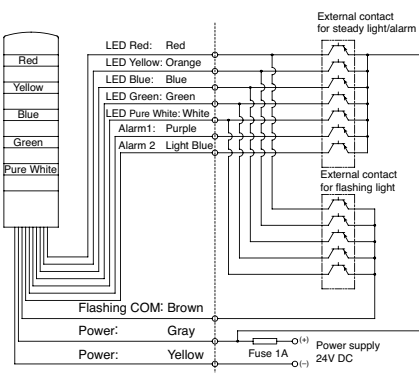 External contact
for steady light/alarm
LED Red: Red
LED Yellow: Orange
LED Blue: Blue
LED Green: Green
LED Pure White: White
Alarm1: Purple
Alarm 2 Light Blue
Red
Yellow
Blue
Green
Pure White
External contact
for flashing light
Flashing COM: Brown
Power: Gray
Power: Yellow
Fuse 1A
(+)
(−)
Power supply
24V DC